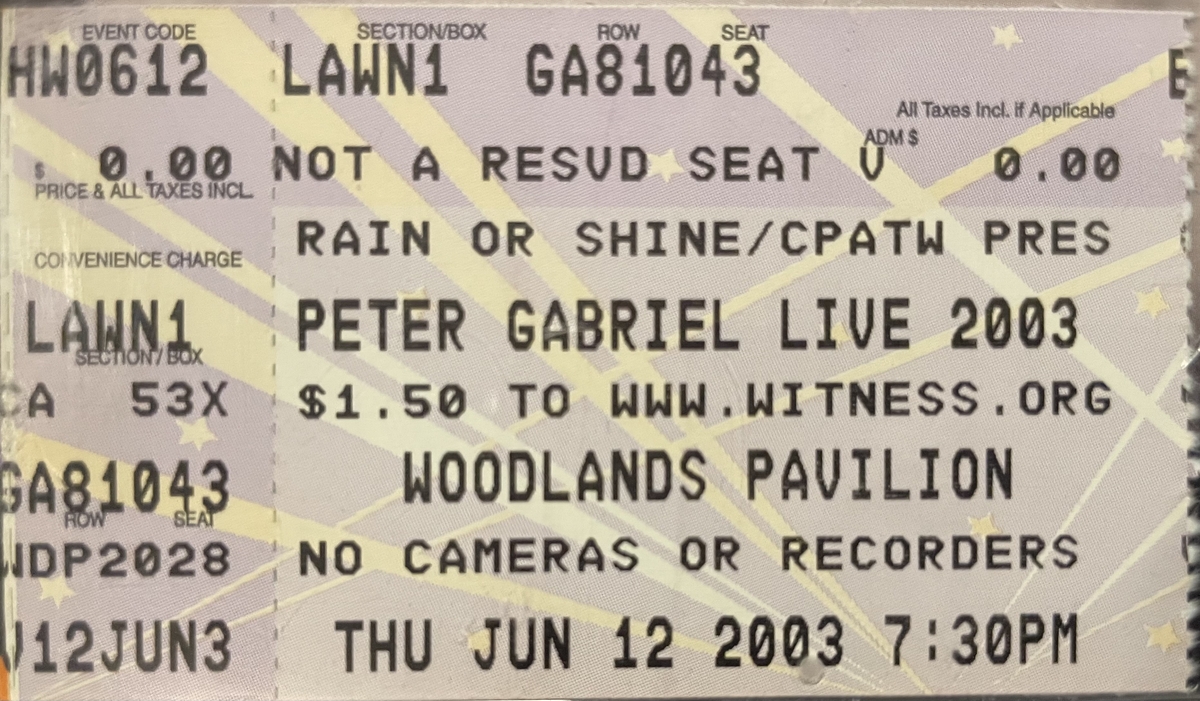 EVENT CODE
HW0612
$ 0.00
PRICE & ALL TAXES INCL.
CONVENIENCE CHARGE
LAWN1
SECTION/BOX
CA 53X
GA81043
ROW SEAT
WDP2028
V12JUN3
SECTION/BOX ROW SEAT
LAWN1 GA81043 E
All Taxes Incl. If Applicable
ADM $
NOT A RESVD SEAT V 0.00
RAIN OR SHINE/CPATW PRES
PETER GABRIEL LIVE 2003
$1.50 TO WWW.WITNESS.ORG
WOODLANDS PAVILION
NO CAMERAS OR RECORDERS
THU JUN 12 2003 7:30PM